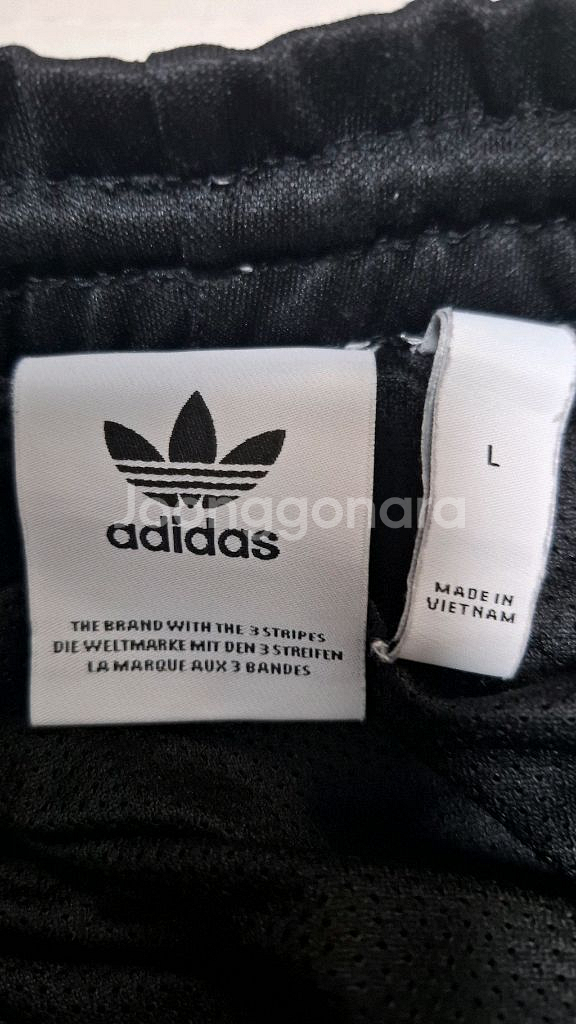 Joonggonara
adidas
THE BRAND WITH THE 3 STRIPES
DIE WELTMARKE MIT DEN 3 STREIFEN
LA MARQUE AUX 3 BANDES
L
MADE IN
VIETNAM